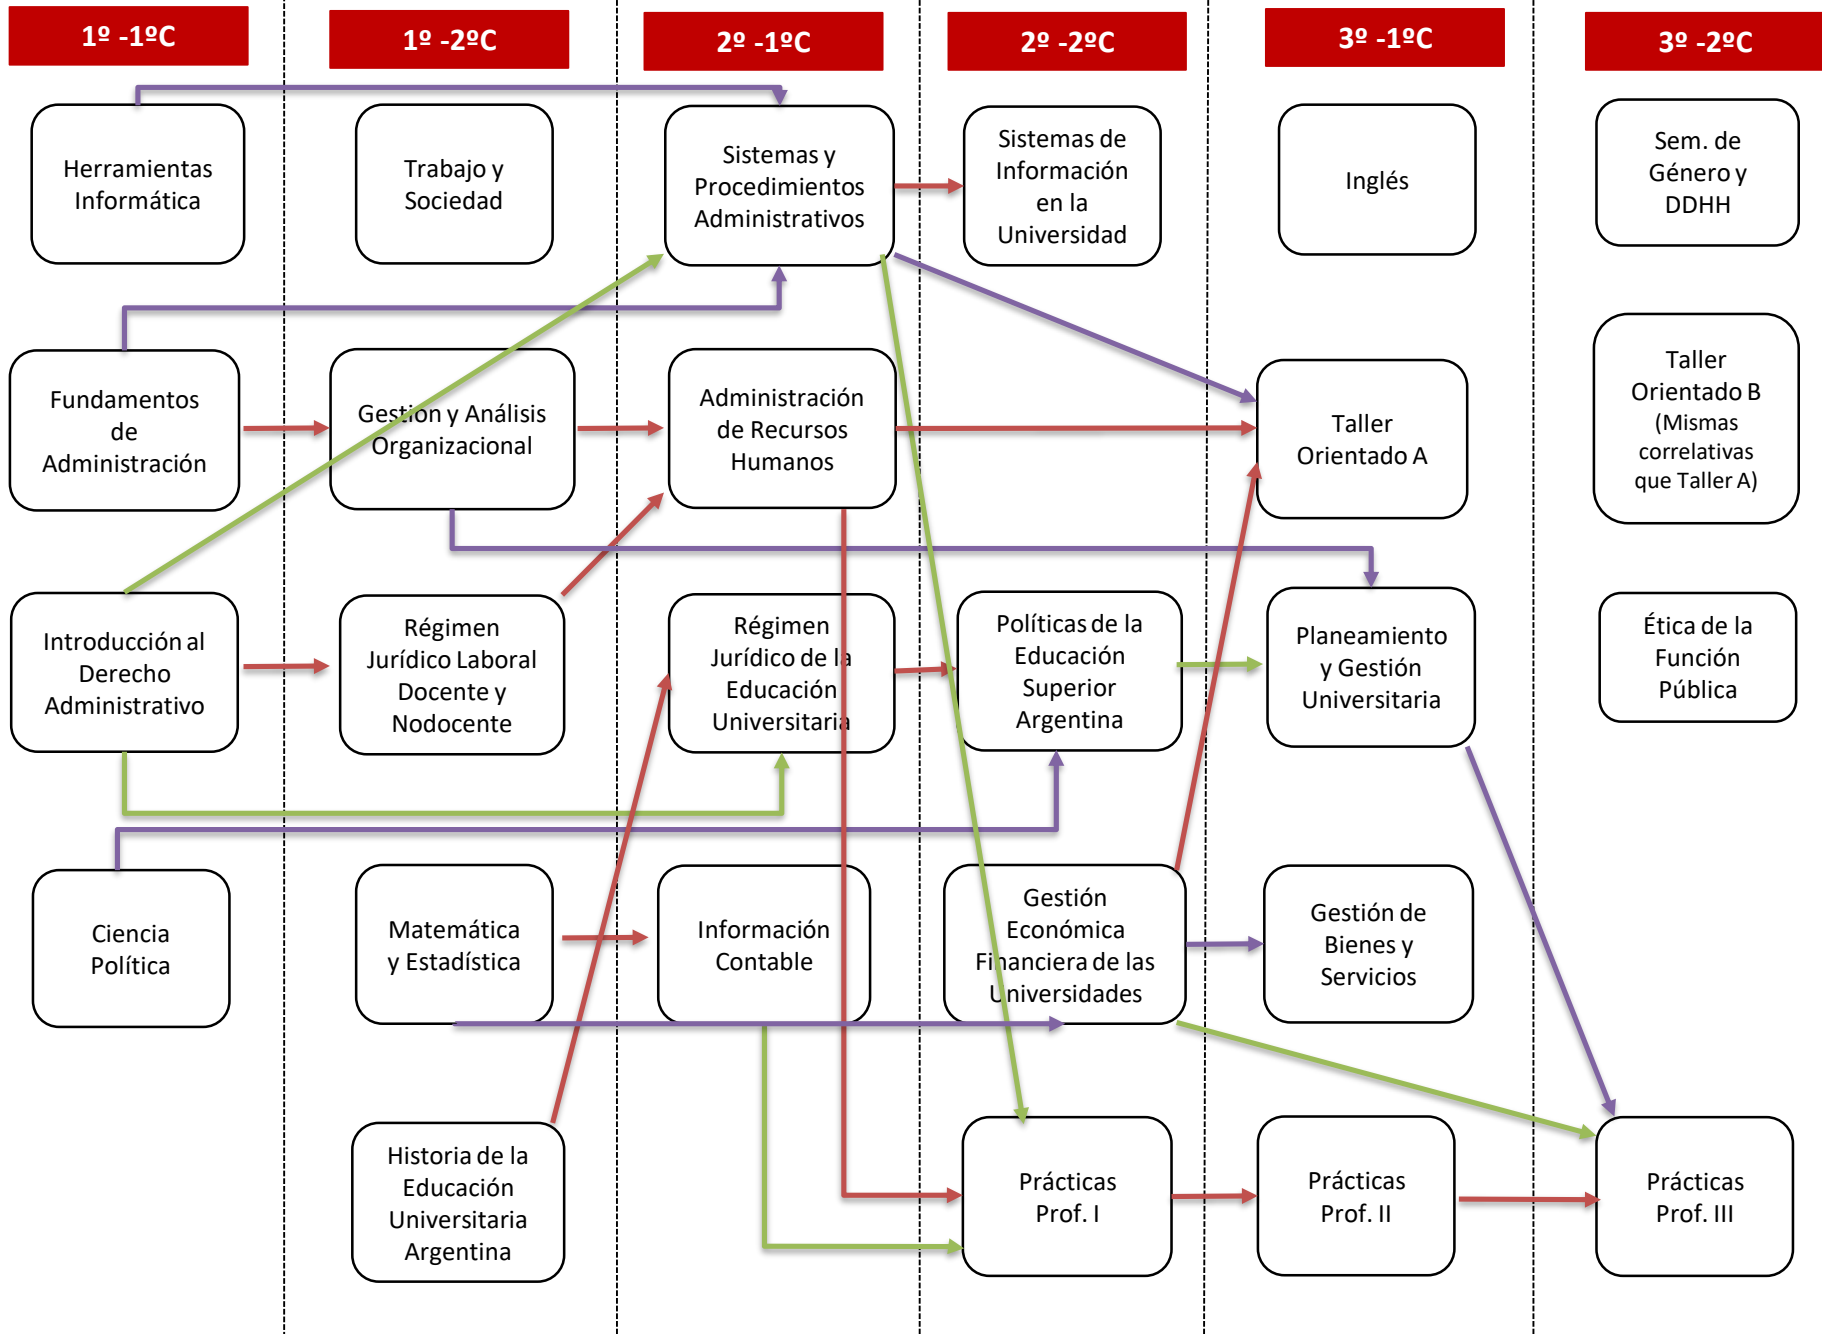 1º -1ºC
1º -2ºC
2º -1ºC
2º -2ºC
3º -1ºC
3º -2ºC
Herramientas
Informática
Trabajo y
Sociedad
Sistemas y
Procedimientos
Administrativos
Sistemas de
Información
en la
Universidad
Inglés
Sem. de
Género y
DDHH
Fundamentos
de
Administración
Gestión y Análisis
Organizacional
Administración
de Recursos
Humanos
Taller
Orientado A
Taller
Orientado B
(Mismas
correlativas
que Taller A)
Introducción al
Derecho
Administrativo
Régimen
Jurídico Laboral
Docente y
Nodocente
Régimen
Jurídico de la
Educación
Universitaria
Políticas de la
Educación
Superior
Argentina
Planeamiento
y Gestión
Universitaria
Ética de la
Función
Pública
Ciencia
Política
Matemática
y Estadística
Información
Contable
Gestión
Económica
Financiera de las
Universidades
Gestión de
Bienes y
Servicios
Historia de la
Educación
Universitaria
Argentina
Prácticas
Prof. I
Prácticas
Prof. II
Prácticas
Prof. III